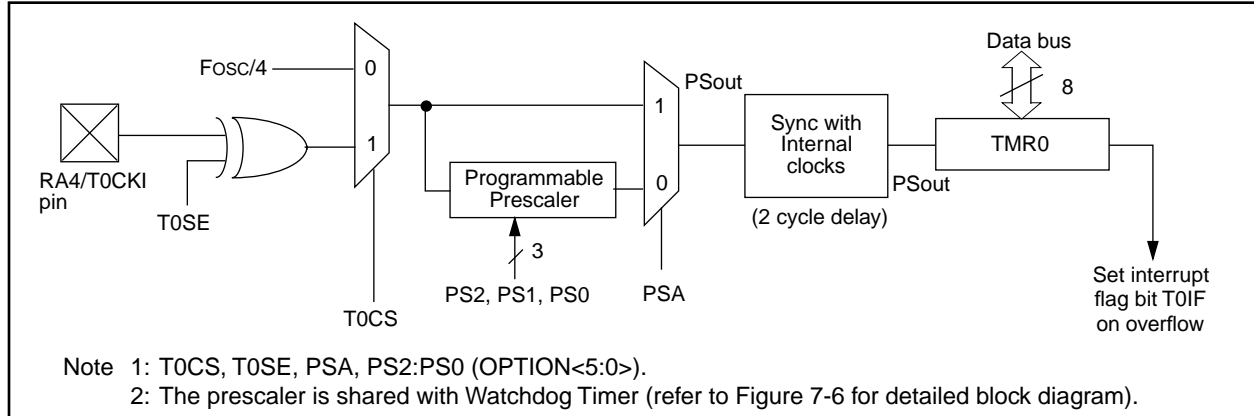 Data bus
8
FOSC/4
0
1
RA4/T0CKI
pin
T0SE
T0CS
Programmable
Prescaler
3
PS2, PS1, PS0
1
0
PSout
PSA
Sync with
Internal
clocks
(2 cycle delay)
PSout
TMR0
Set interrupt
flag bit T0IF
on overflow
Note 1: T0CS, T0SE, PSA, PS2:PS0 (OPTION<5:0>).
2: The prescaler is shared with Watchdog Timer (refer to Figure 7-6 for detailed block diagram).